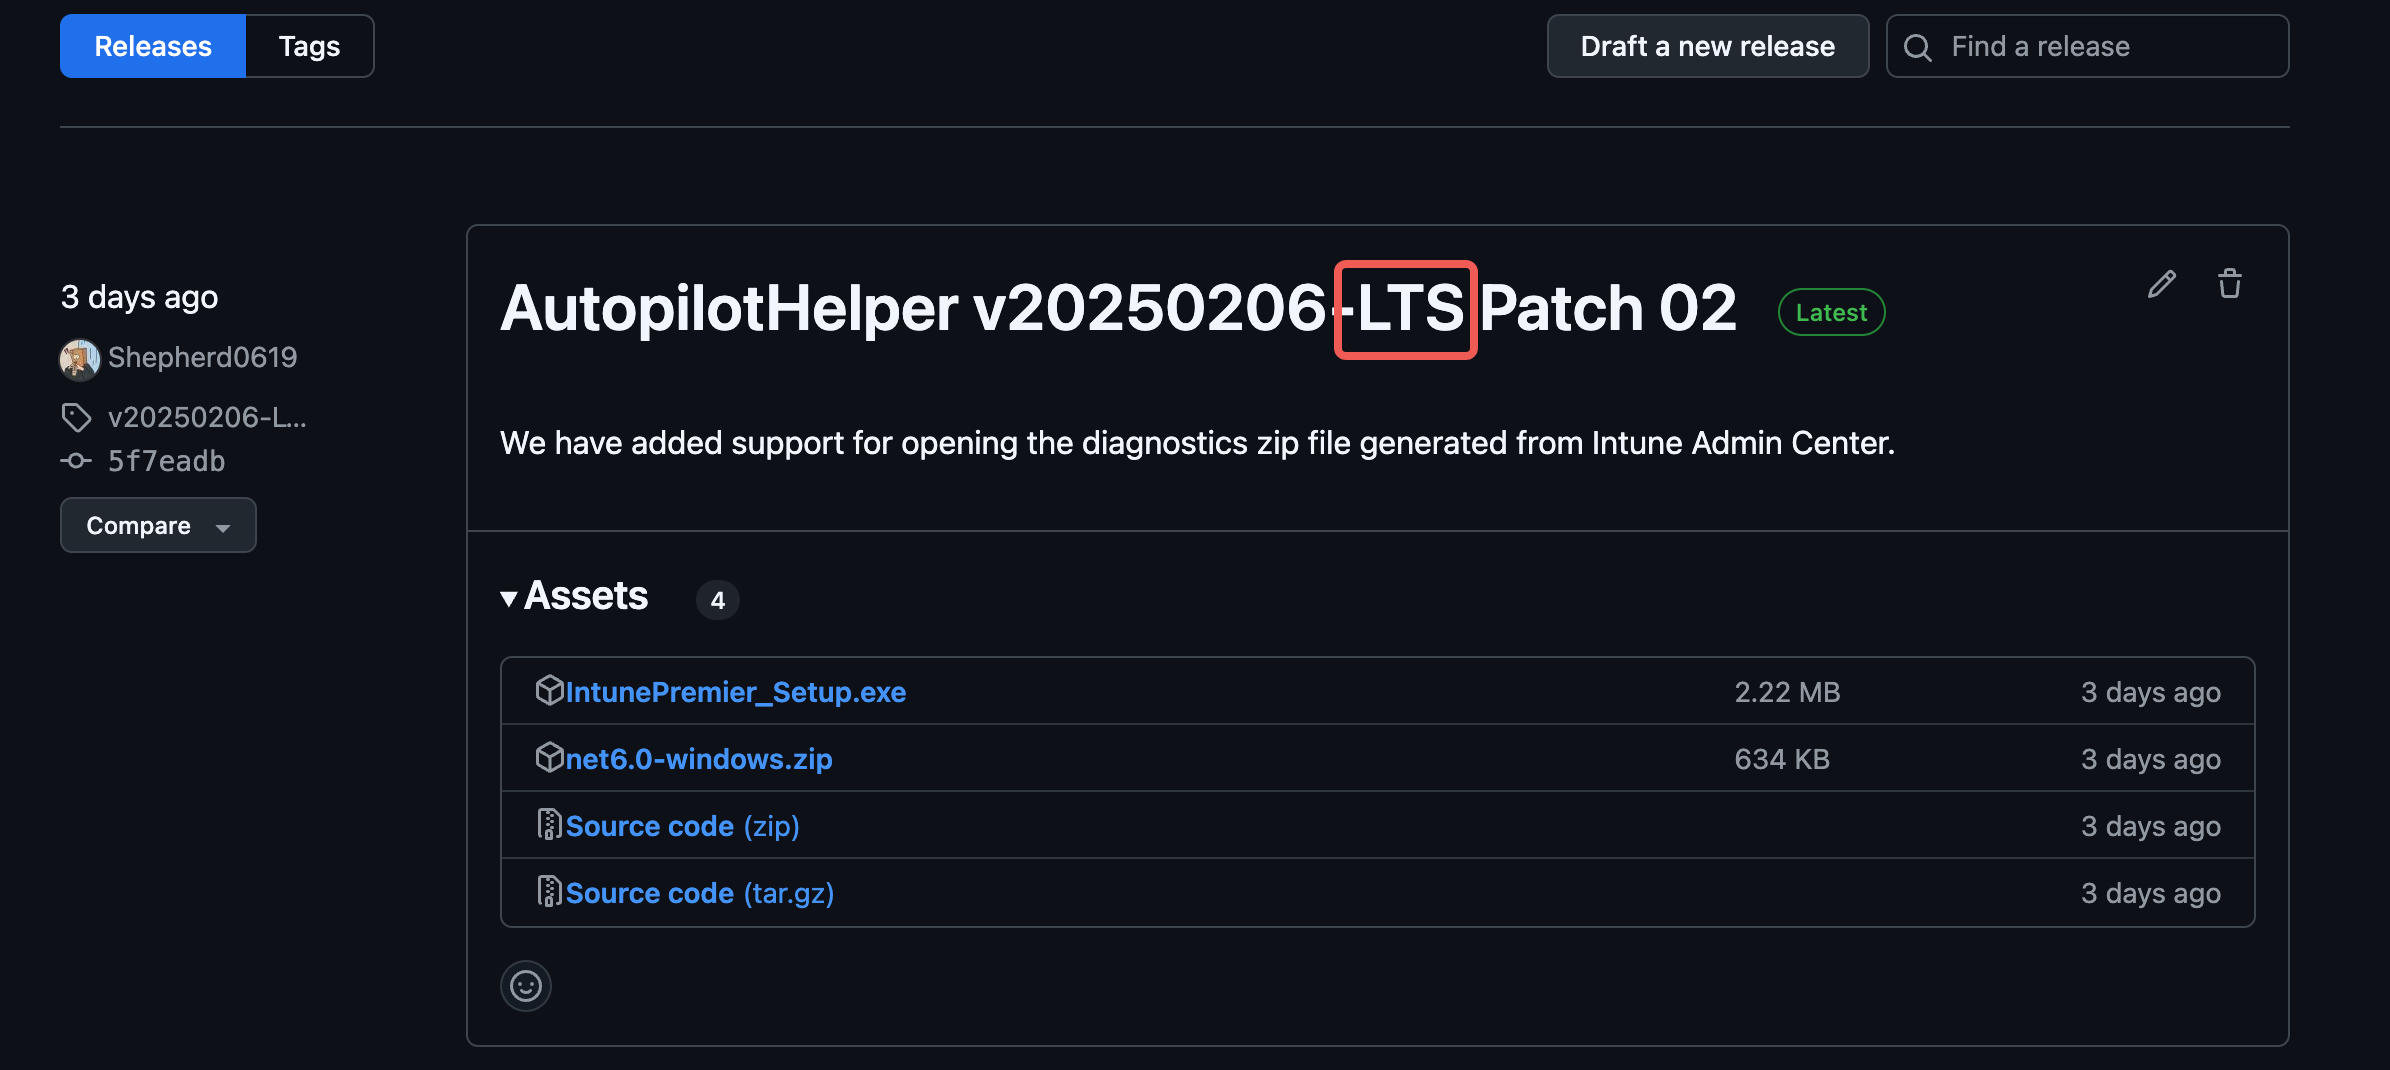 Releases Tags Draft a new release Find a release
3 days ago
Shepherd0619
v20250206-L...
5f7eadb
Compare
AutopilotHelper v20250206-LTS Patch 02 Latest
We have added support for opening the diagnostics zip file generated from Intune Admin Center.
Assets 4
IntunePremier_Setup.exe 2.22 MB 3 days ago
net6.0-windows.zip 634 KB 3 days ago
Source code (zip) 3 days ago
Source code (tar.gz) 3 days ago